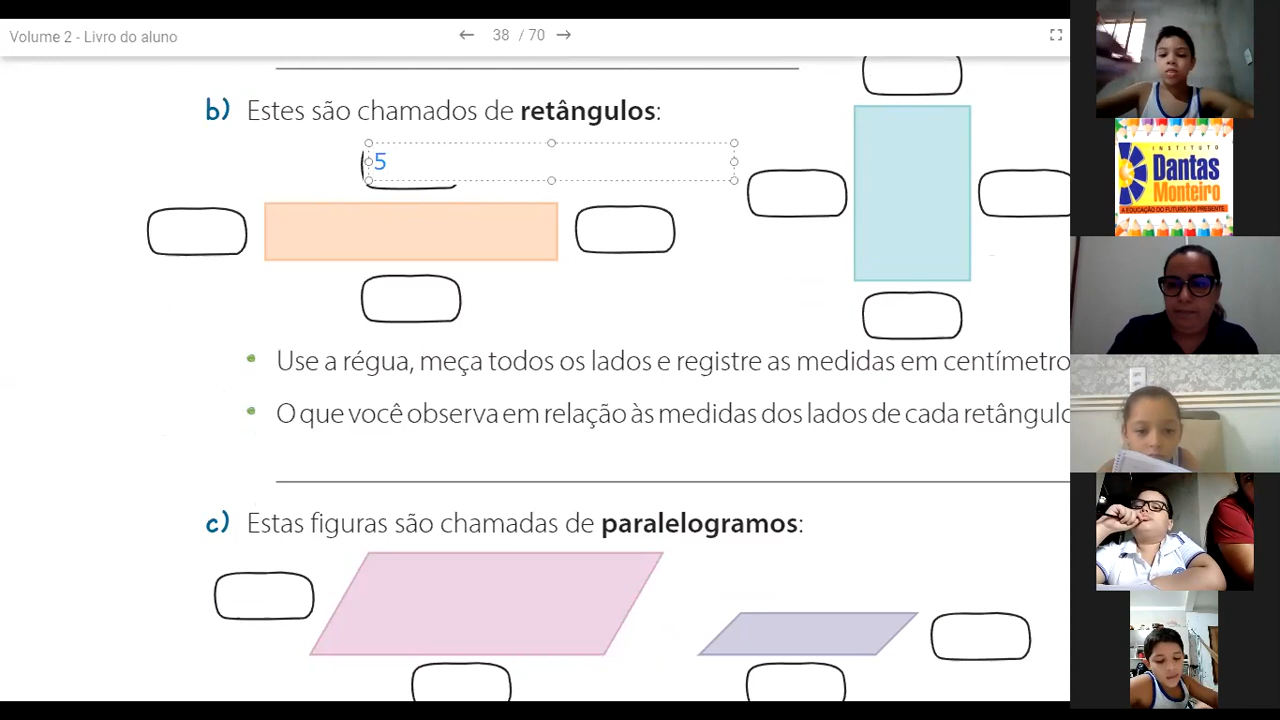 Volume 2 - Livro do aluno
38 / 70
b) Estes são chamados de retângulos:
5
Use a régua, meça todos os lados e registre as medidas em centímetro
O que você observa em relação às medidas dos lados de cada retângulo
c) Estas figuras são chamadas de paralelogramos:
INSTITUTO
Dantas
Monteiro
A EDUCAÇÃO DO FUTURO NO PRESENTE